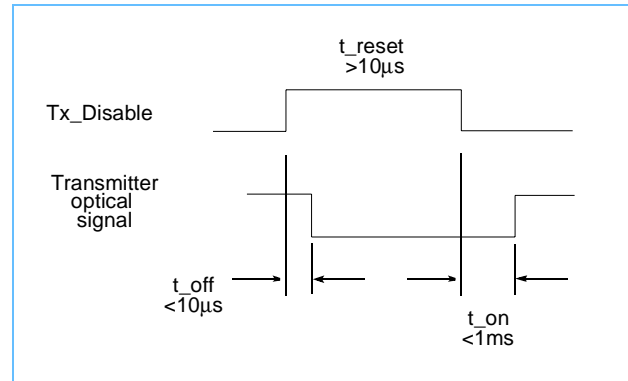 t_reset
>10µs
Tx_Disable
Transmitter
optical
signal
t_off
<10µs
t_on
<1ms